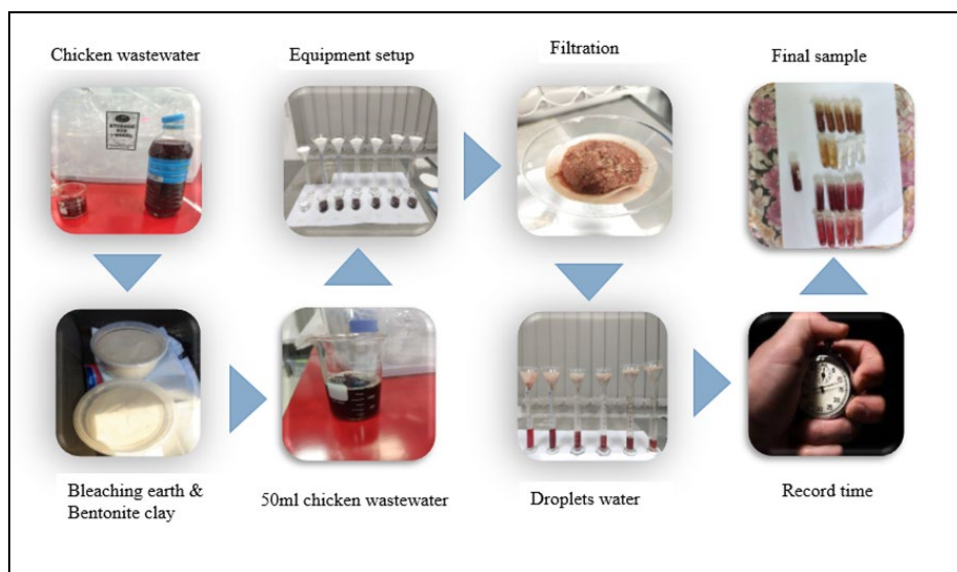 Chicken wastewater
Equipment setup
Filtration
Final sample
Bleaching earth &
Bentonite clay
50ml chicken wastewater
Droplets water
Record time